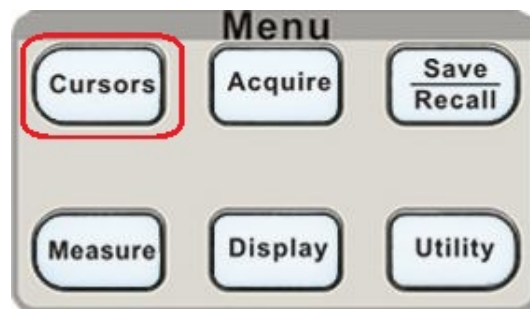 Menu
Cursors
Acquire
Save
Recall
Measure
Display
Utility